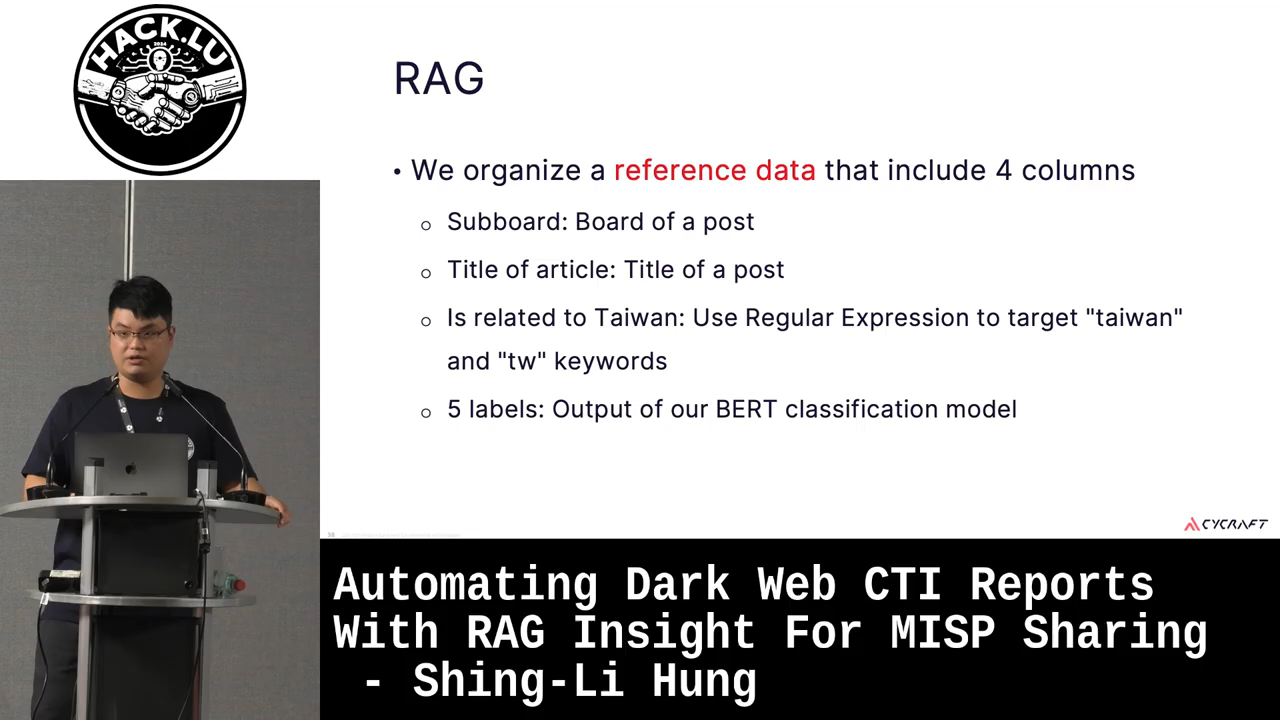 HACK.LU
2024
RAG
• We organize a reference data that include 4 columns
○ Subboard: Board of a post
○ Title of article: Title of a post
○ Is related to Taiwan: Use Regular Expression to target "taiwan"
and "tw" keywords
○ 5 labels: Output of our BERT classification model
38
CYCRAFT
Automating Dark Web CTI Reports
With RAG Insight For MISP Sharing
- Shing-Li Hung